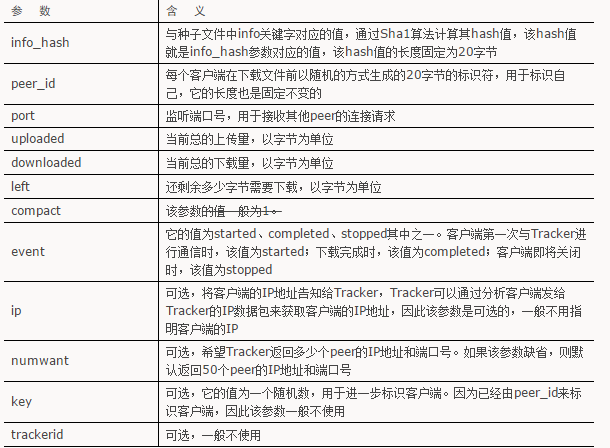 参 数 含 义
info_hash 与种子文件中info关键字对应的值，通过Sha1算法计算其hash值，该hash值
就是info_hash参数对应的值，该hash值的长度固定为20字节
peer_id 每个客户端在下载文件前以随机的方式生成的20字节的标识符，用于标识自
己，它的长度也是固定不变的
port 监听端口号，用于接收其他peer的连接请求
uploaded 当前总的上传量，以字节为单位
downloaded 当前总的下载量，以字节为单位
left 还剩余多少字节需要下载，以字节为单位
compact 该参数的值一般为1。
event 它的值为started、completed、stopped其中之一。客户端第一次与Tracker进
行通信时，该值为started；下载完成时，该值为completed；客户端即将关闭
时，该值为stopped
ip 可选，将客户端的IP地址告知给Tracker，Tracker可以通过分析客户端发给
Tracker的IP数据包来获取客户端的IP地址，因此该参数是可选的，一般不用指
明客户端的IP
numwant 可选，希望Tracker返回多少个peer的IP地址和端口号。如果该参数缺省，则默
认返回50个peer的IP地址和端口号
key 可选，它的值为一个随机数，用于进一步标识客户端。因为已经由peer_id来标
识客户端，因此该参数一般不使用
trackerid 可选，一般不使用